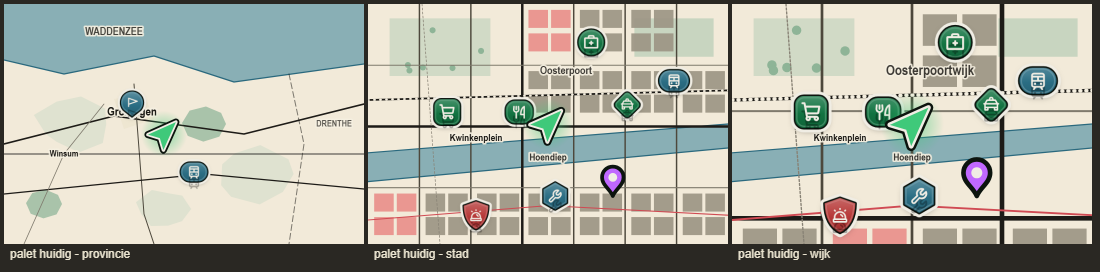 WADDENZEE
Winsum
DRENTHE
palet huidig - provincie
Oosterpoort
Kwinkenplein
Hoendiep
palet huidig - stad
Oosterpoortwijk
Kwinkenplein
Hoendiep
palet huidig - wijk